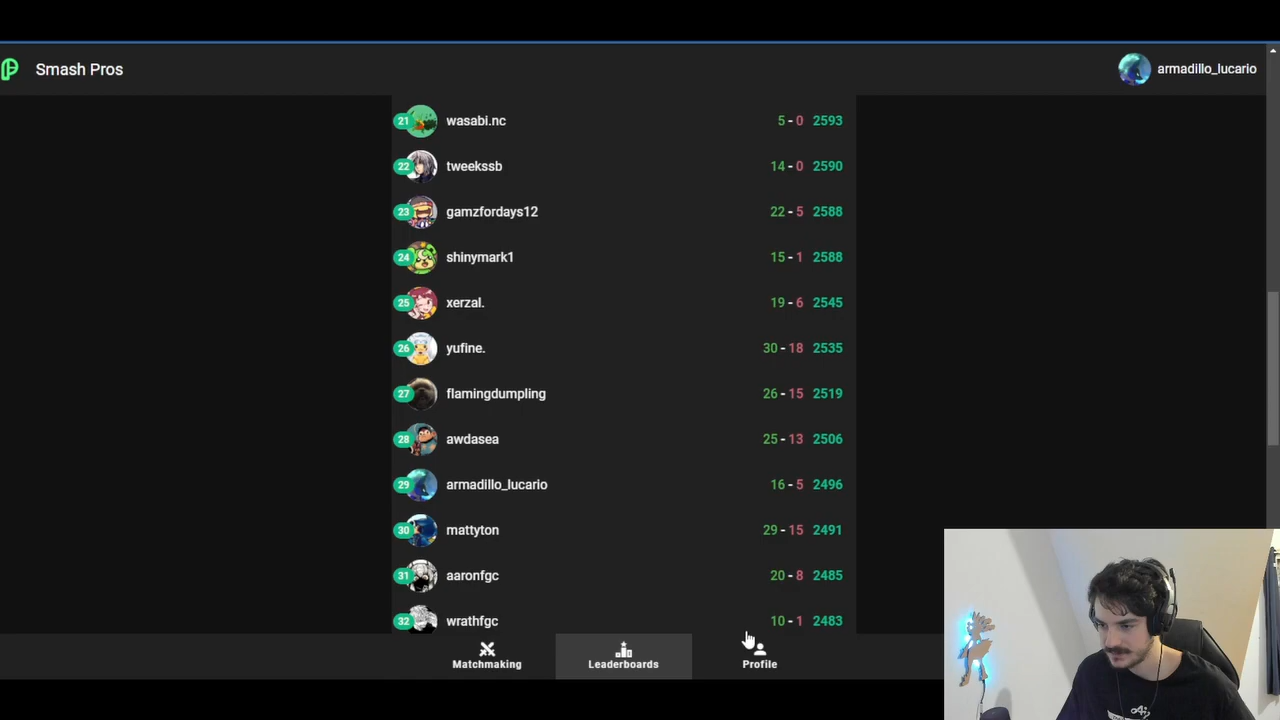 Smash Pros
armadillo_lucario
21 wasabi.nc 5 - 0 2593
22 tweekssb 14 - 0 2590
23 gamzfordays12 22 - 5 2588
24 shinymark1 15 - 1 2588
25 xerzal. 19 - 6 2545
26 yufine. 30 - 18 2535
27 flamingdumpling 26 - 15 2519
28 awdasea 25 - 13 2506
29 armadillo_lucario 16 - 5 2496
30 mattyton 29 - 15 2491
31 aaronfgc 20 - 8 2485
32 wrathfgc 10 - 1 2483
Matchmaking Leaderboards Profile